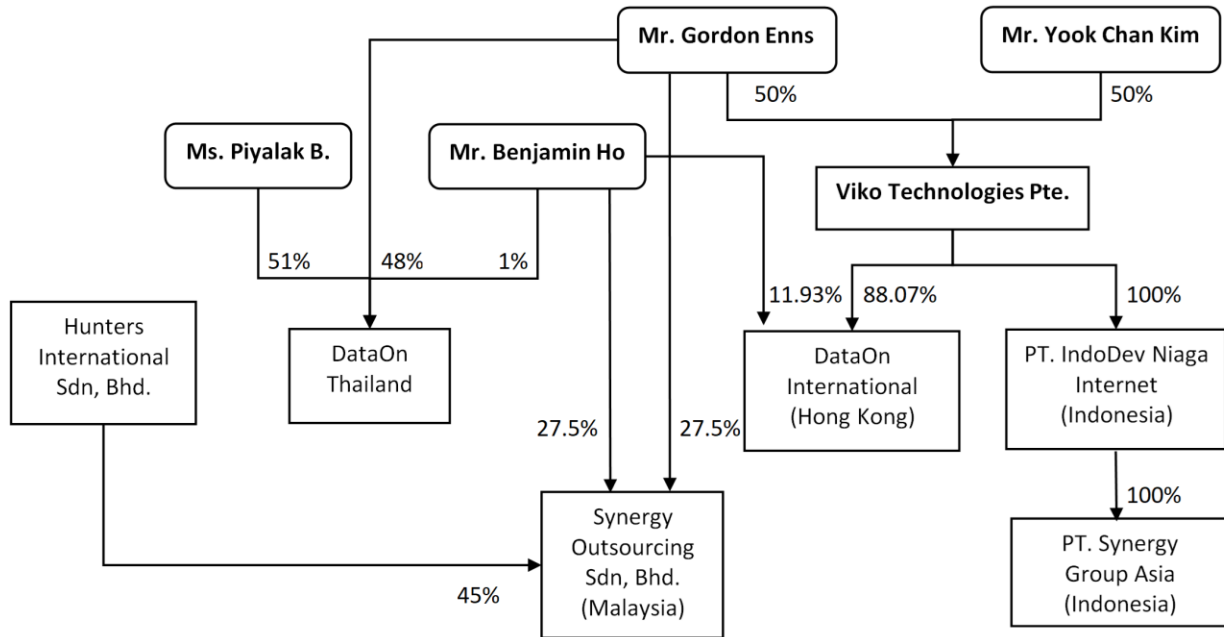 Mr. Gordon Enns
Mr. Yook Chan Kim
50%
50%
Ms. Piyalak B.
Mr. Benjamin Ho
Viko Technologies Pte.
51%
48%
1%
11.93%
88.07%
100%
Hunters
International
Sdn, Bhd.
DataOn
Thailand
DataOn
International
(Hong Kong)
PT. IndoDev Niaga
Internet
(Indonesia)
27.5%
27.5%
100%
Synergy
Outsourcing
Sdn, Bhd.
(Malaysia)
PT. Synergy
Group Asia
(Indonesia)
45%